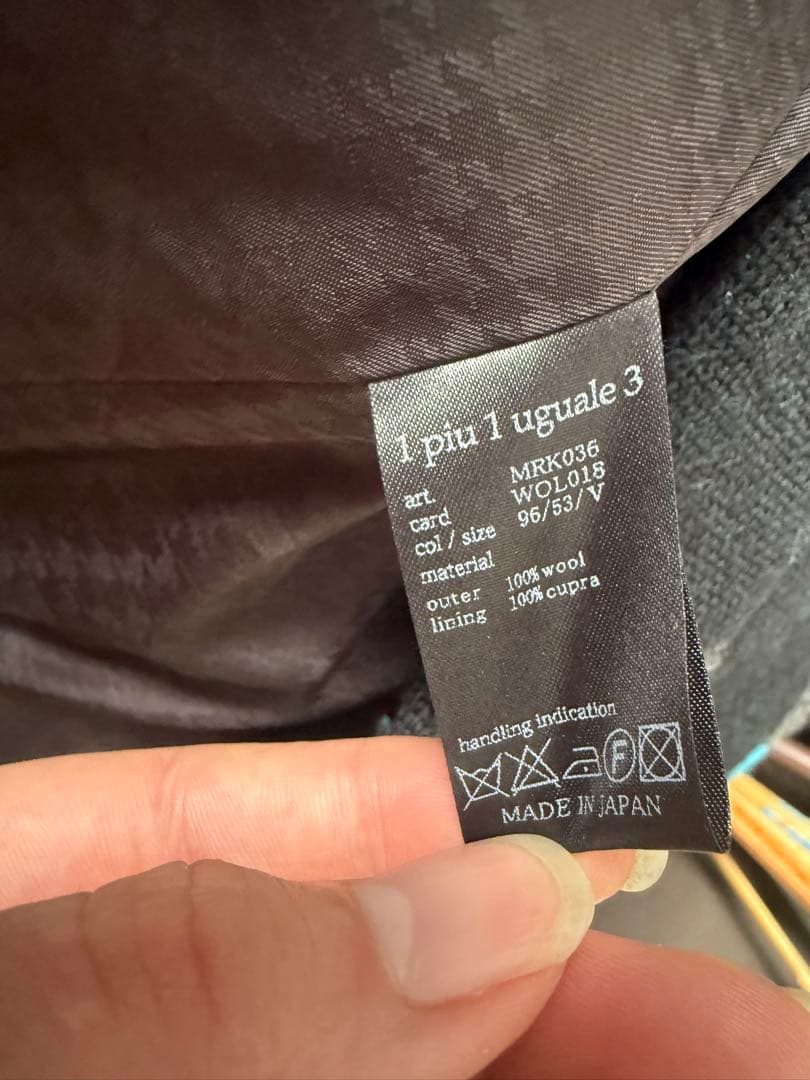 1 piu 1 uguale 3
art. MRK036
card WOL018
col / size 96/53/V
material
outer 100% wool
lining 100% cupra
handling indication
F
MADE IN JAPAN